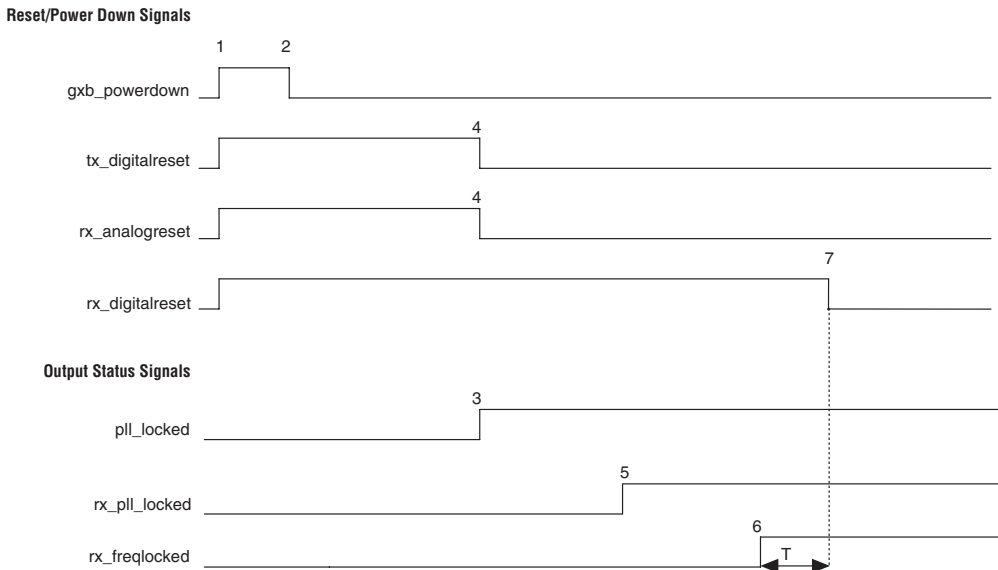 Reset/Power Down Signals
1 2
gxb_powerdown
4
tx_digitalreset
4
rx_analogreset
7
rx_digitalreset
Output Status Signals
3
pll_locked
5
rx_pll_locked
6
rx_freqlocked T